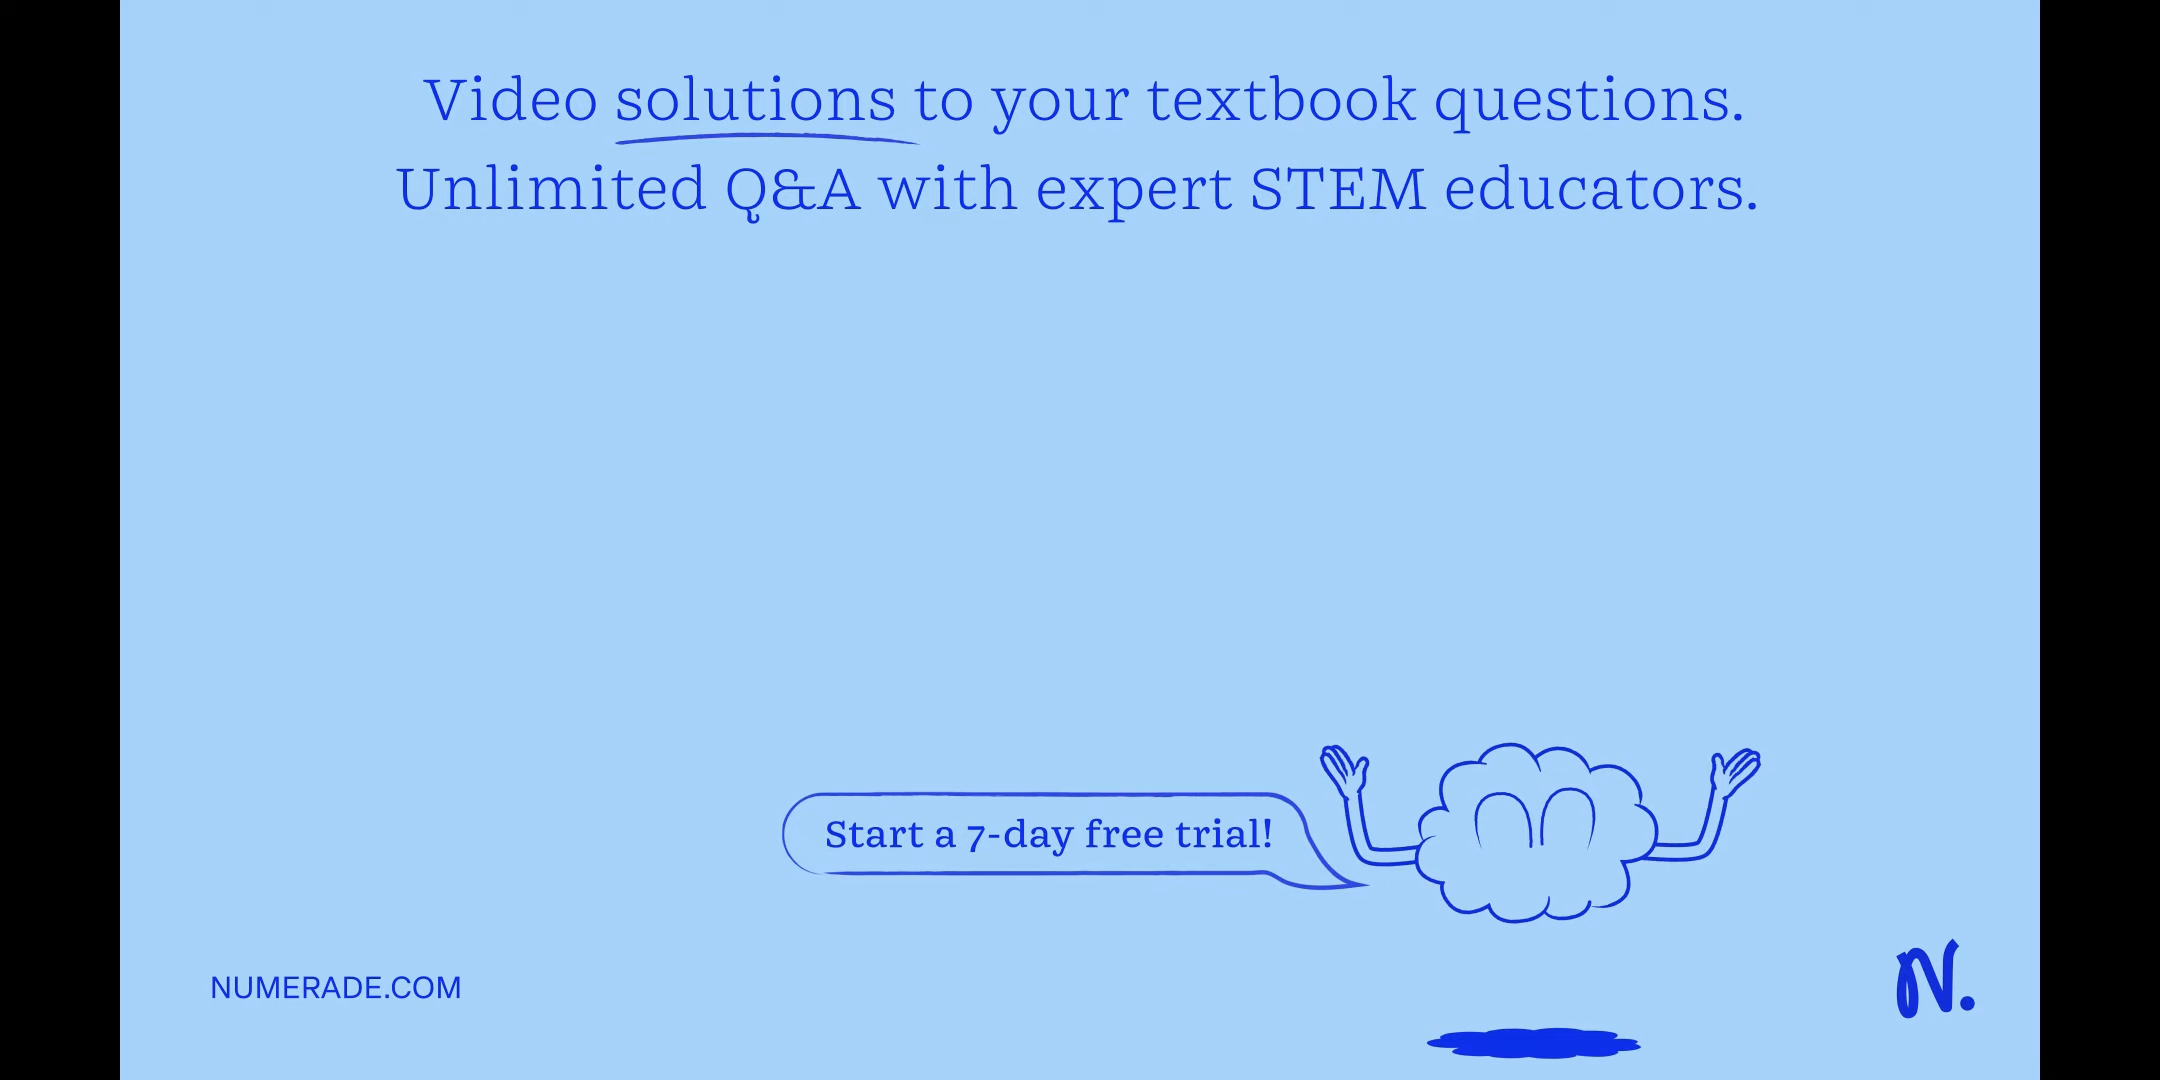 Video solutions to your textbook questions.
Unlimited Q&A with expert STEM educators.
Start a 7-day free trial!
NUMERADE.COM
N.